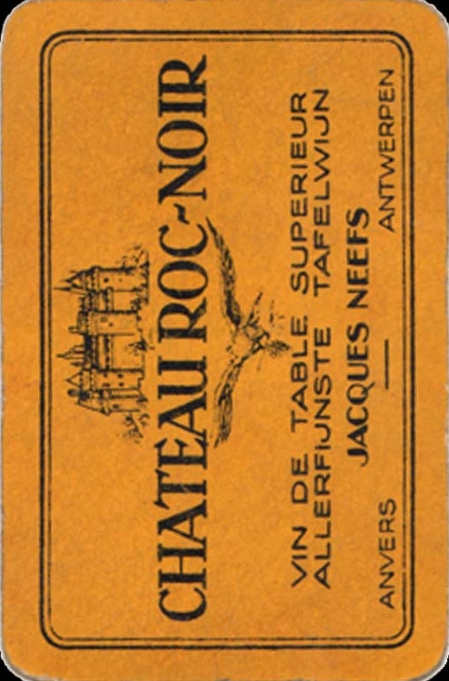 CHATEAU ROC-NOIR
VIN DE TABLE SUPERIEUR
ALLERFIJNSTE TAFELWIJN
JACQUES NEEFS
ANVERS — ANTWERPEN